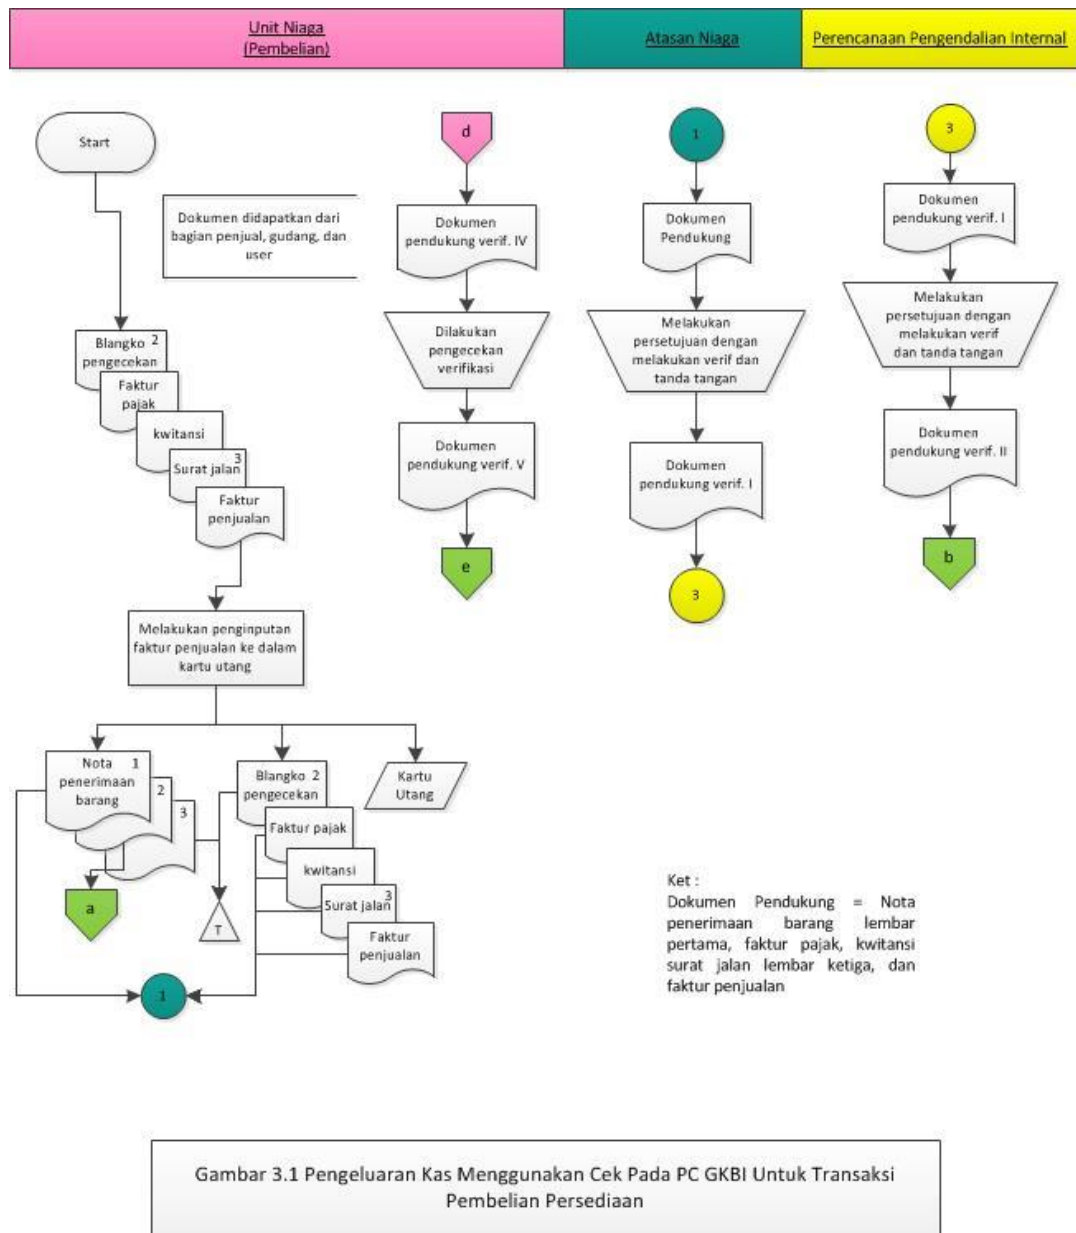 Unit Niaga
(Pembelian)
Atasan Niaga
Perencanaan Pengendalian Internal
Start
Dokumen didapatkan dari
bagian penjual, gudang, dan
user
Blangko 2
pengecekan
Faktur
pajak
kwitansi
3
Surat jalan
Faktur
penjualan
Melakukan penginputan
faktur penjualan ke dalam
kartu utang
Nota 1
penerimaan
barang
2
3
a
T
Blangko 2
pengecekan
Faktur pajak
kwitansi
3
Surat jalan
Faktur
penjualan
Kartu
Utang
1
d
Dokumen
pendukung verif. IV
Dilakukan
pengecekan
verifikasi
Dokumen
pendukung verif. V
e
1
Dokumen
Pendukung
Melakukan
persetujuan dengan
melakukan verif dan
tanda tangan
Dokumen
pendukung verif. I
3
3
Dokumen
pendukung verif. I
Melakukan
persetujuan dengan
melakukan verif
dan tanda tangan
Dokumen
pendukung verif. II
b
Ket :
Dokumen Pendukung = Nota
penerimaan barang lembar
pertama, faktur pajak, kwitansi
surat jalan lembar ketiga, dan
faktur penjualan
Gambar 3.1 Pengeluaran Kas Menggunakan Cek Pada PC GKBI Untuk Transaksi
Pembelian Persediaan